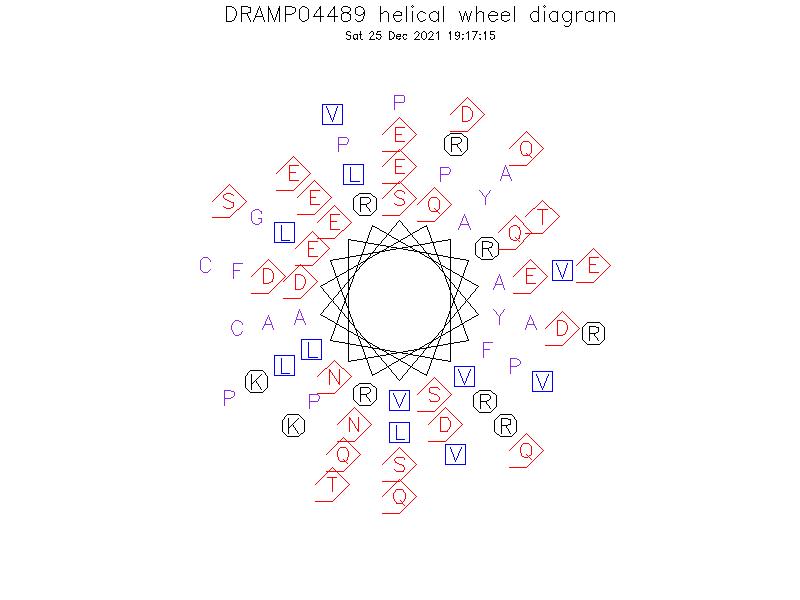 DRAMP04489 helical wheel diagram
Sat 25 Dec 2021 19:17:15
P
V D
P E R Q
E L E P A
S E R S Q Y
G E A T
L Q
E R
C F D D A E V E
C A A Y A D R
L F
L P
K N V V
P P R V S R
K N L D R
Q S V Q
T Q